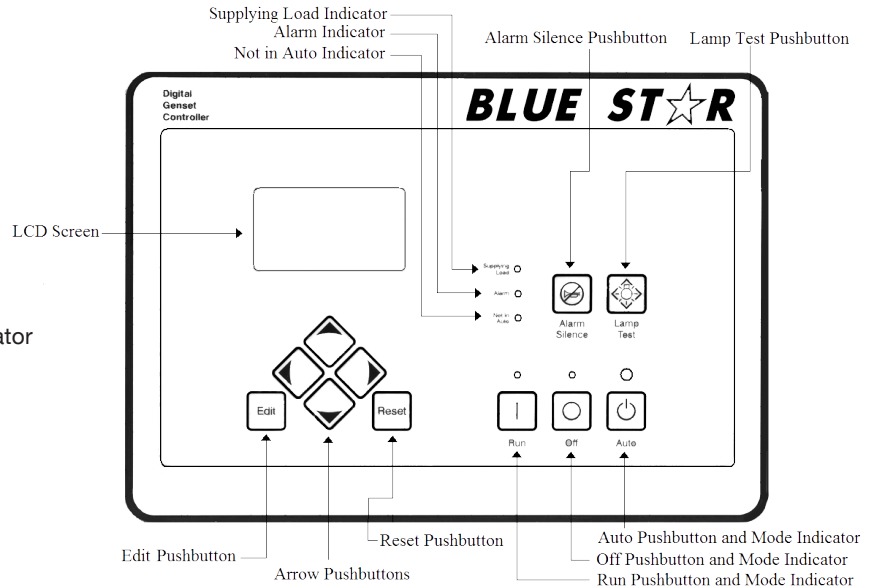 Supplying Load Indicator
Alarm Indicator
Not in Auto Indicator
Alarm Silence Pushbutton
Lamp Test Pushbutton
Digital
Genset
Controller
BLUE ST☆R
LCD Screen
Supplying
Load
Alarm
Not in
Auto
Alarm
Silence
Lamp
Test
ator
Edit
Reset
Run
Off
Auto
Edit Pushbutton
Arrow Pushbuttons
Reset Pushbutton
Auto Pushbutton and Mode Indicator
Off Pushbutton and Mode Indicator
Run Pushbutton and Mode Indicator